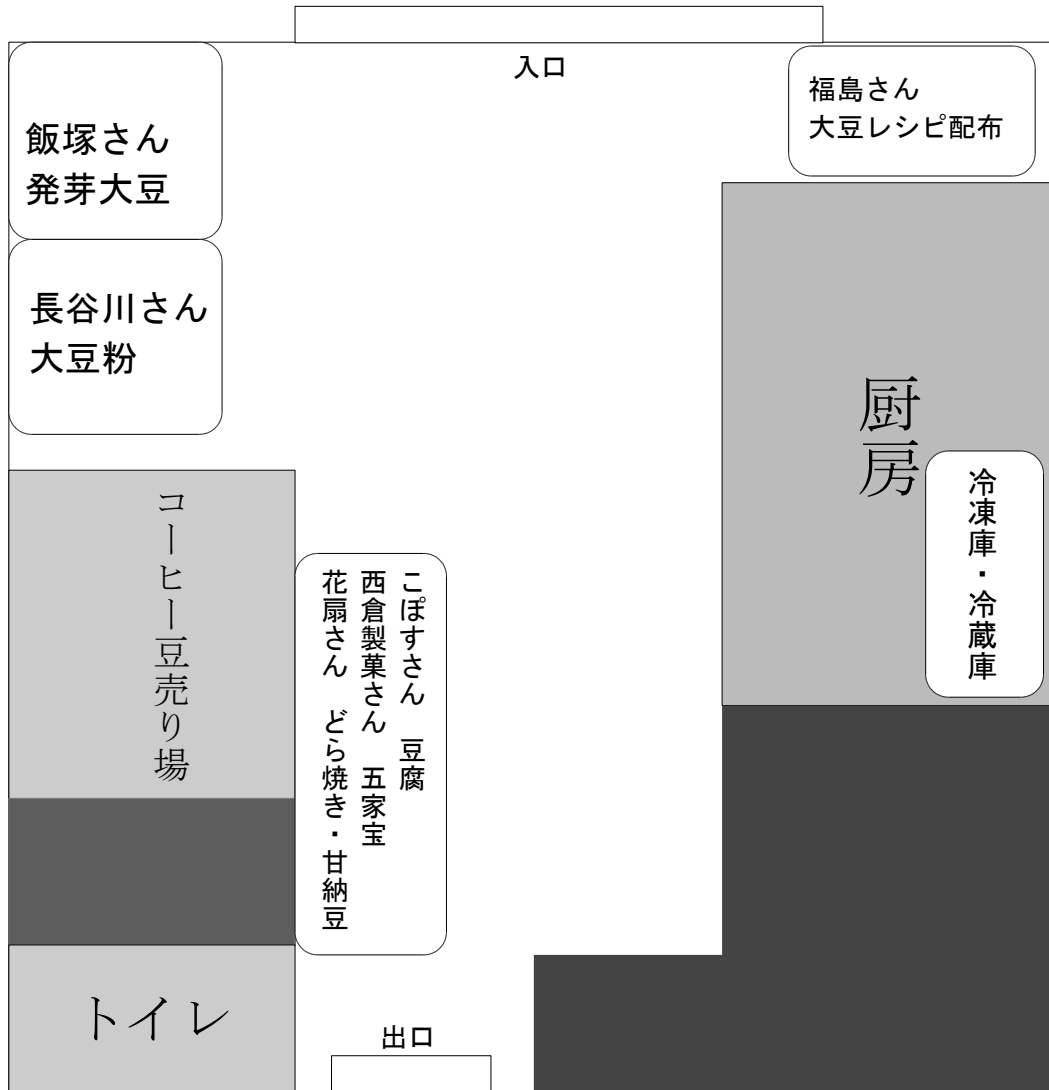 入口
福島さん
大豆レシピ配布
飯塚さん
発芽大豆
長谷川さん
大豆粉
厨房
冷凍庫・冷蔵庫
コーヒー豆売り場
こぽすさん　豆腐
西倉製菓さん　五家宝
花扇さん　どら焼き・甘納豆
トイレ
出口